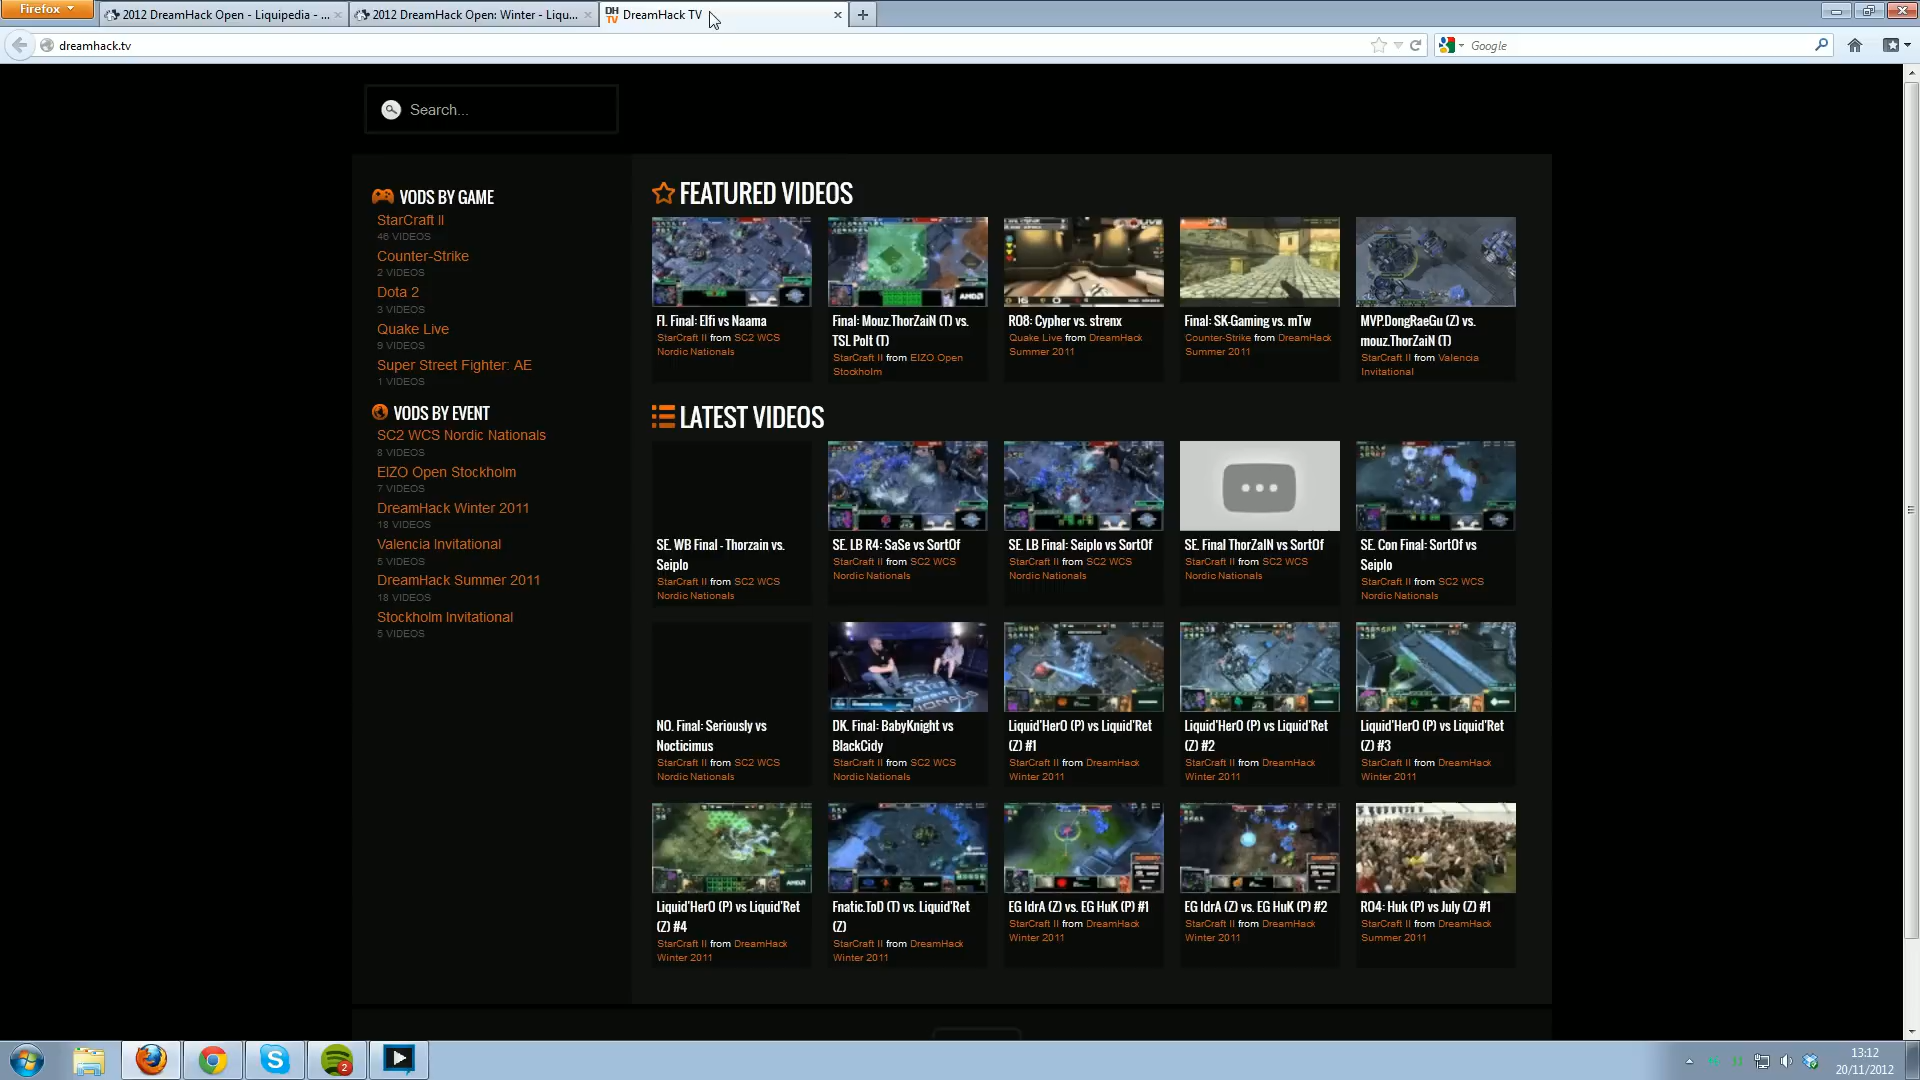 Firefox
2012 DreamHack Open - Liquipedia - ...
2012 DreamHack Open: Winter - Liqu...
DH TV
DreamHack TV
dreamhack.tv
Google
Search...
VODS BY GAME
StarCraft II
46 VIDEOS
Counter-Strike
2 VIDEOS
Dota 2
3 VIDEOS
Quake Live
9 VIDEOS
Super Street Fighter: AE
1 VIDEOS
VODS BY EVENT
SC2 WCS Nordic Nationals
8 VIDEOS
EIZO Open Stockholm
7 VIDEOS
DreamHack Winter 2011
18 VIDEOS
Valencia Invitational
5 VIDEOS
DreamHack Summer 2011
18 VIDEOS
Stockholm Invitational
5 VIDEOS
FEATURED VIDEOS
FI. Final: Elfi vs Naama
StarCraft II from SC2 WCS
Nordic Nationals
Final: Mouz.ThorZaiN (T) vs.
TSL Polt (T)
StarCraft II from EIZO Open
Stockholm
RO8: Cypher vs. strenx
Quake Live from DreamHack
Summer 2011
Final: SK-Gaming vs. mTw
Counter-Strike from DreamHack
Summer 2011
MVP.DongRaeGu (Z) vs.
mouz.ThorZaiN (T)
StarCraft II from Valencia
Invitational
LATEST VIDEOS
SE. WB Final - Thorzain vs.
Seiplo
StarCraft II from SC2 WCS
Nordic Nationals
SE. LB R4: SaSe vs SortOf
StarCraft II from SC2 WCS
Nordic Nationals
SE. LB Final: Seiplo vs SortOf
StarCraft II from SC2 WCS
Nordic Nationals
SE. Final ThorZaIN vs SortOf
StarCraft II from SC2 WCS
Nordic Nationals
SE. Con Final: SortOf vs
Seiplo
StarCraft II from SC2 WCS
Nordic Nationals
NO. Final: Seriously vs
Nocticimus
StarCraft II from SC2 WCS
Nordic Nationals
DK. Final: BabyKnight vs
BlackCidy
StarCraft II from SC2 WCS
Nordic Nationals
Liquid'HerO (P) vs Liquid'Ret
(Z) #1
StarCraft II from DreamHack
Winter 2011
Liquid'HerO (P) vs Liquid'Ret
(Z) #2
StarCraft II from DreamHack
Winter 2011
Liquid'HerO (P) vs Liquid'Ret
(Z) #3
StarCraft II from DreamHack
Winter 2011
Liquid'HerO (P) vs Liquid'Ret
(Z) #4
StarCraft II from DreamHack
Winter 2011
Fnatic.ToD (T) vs. Liquid'Ret
(Z)
StarCraft II from DreamHack
Winter 2011
EG IdrA (Z) vs. EG HuK (P) #1
StarCraft II from DreamHack
Winter 2011
EG IdrA (Z) vs. EG HuK (P) #2
StarCraft II from DreamHack
Winter 2011
RO4: Huk (P) vs July (Z) #1
StarCraft II from DreamHack
Summer 2011
2
13:12
20/11/2012